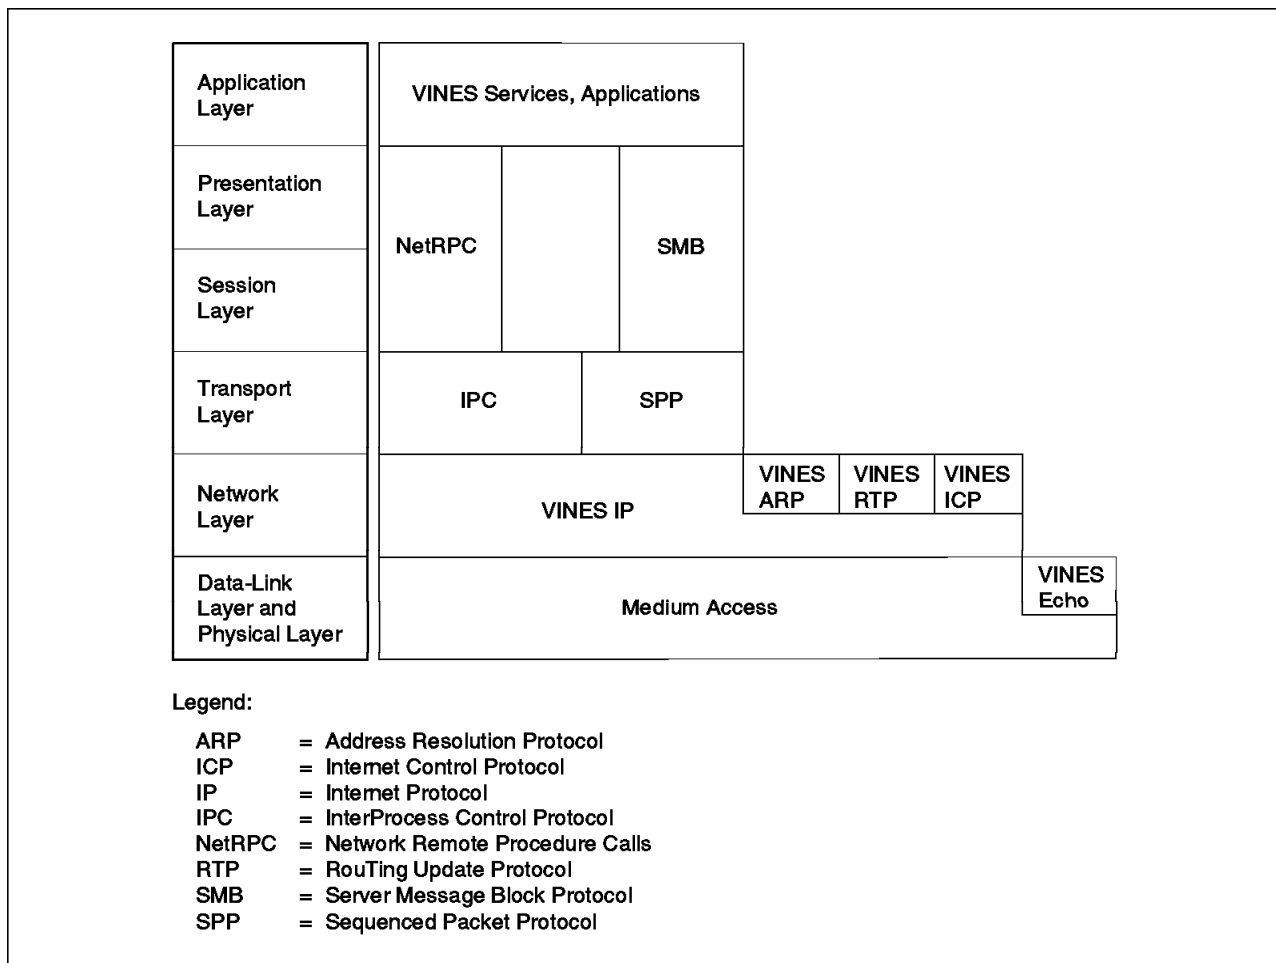 Application
Layer
VINES Services, Applications
Presentation
Layer
NetRPC
SMB
Session
Layer
Transport
Layer
IPC
SPP
Network
Layer
VINES IP
VINES
ARP
VINES
RTP
VINES
ICP
Data-Link
Layer and
Physical Layer
Medium Access
VINES
Echo
Legend:
ARP = Address Resolution Protocol
ICP = Internet Control Protocol
IP = Internet Protocol
IPC = InterProcess Control Protocol
NetRPC = Network Remote Procedure Calls
RTP = RouTing Update Protocol
SMB = Server Message Block Protocol
SPP = Sequenced Packet Protocol